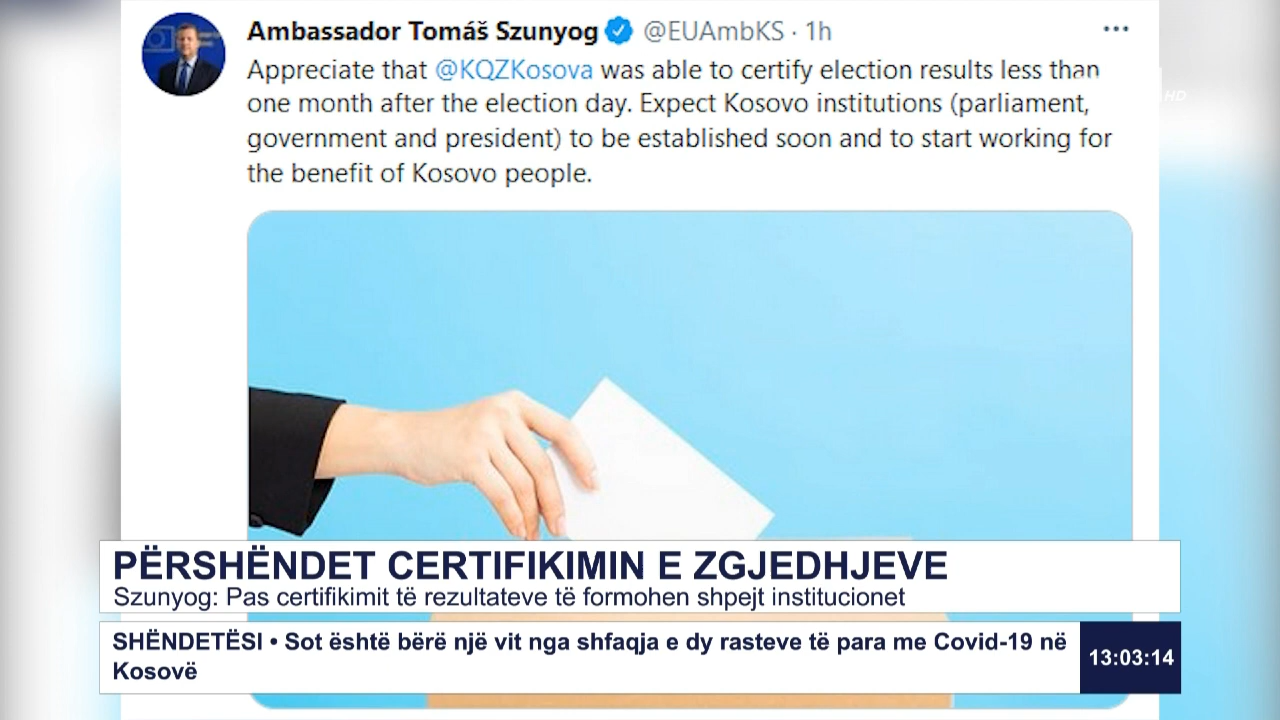 Ambassador Tomáš Szunyog @EUAmbKS · 1h
Appreciate that @KQZKosova was able to certify election results less than
one month after the election day. Expect Kosovo institutions (parliament,
government and president) to be established soon and to start working for
the benefit of Kosovo people.
HD
PËRSHËNDET CERTIFIKIMIN E ZGJEDHJEVE
Szunyog: Pas certifikimit të rezultateve të formohen shpejt institucionet
SHËNDETËSI • Sot është bërë një vit nga shfaqja e dy rasteve të para me Covid-19 në
Kosovë
13:03:14